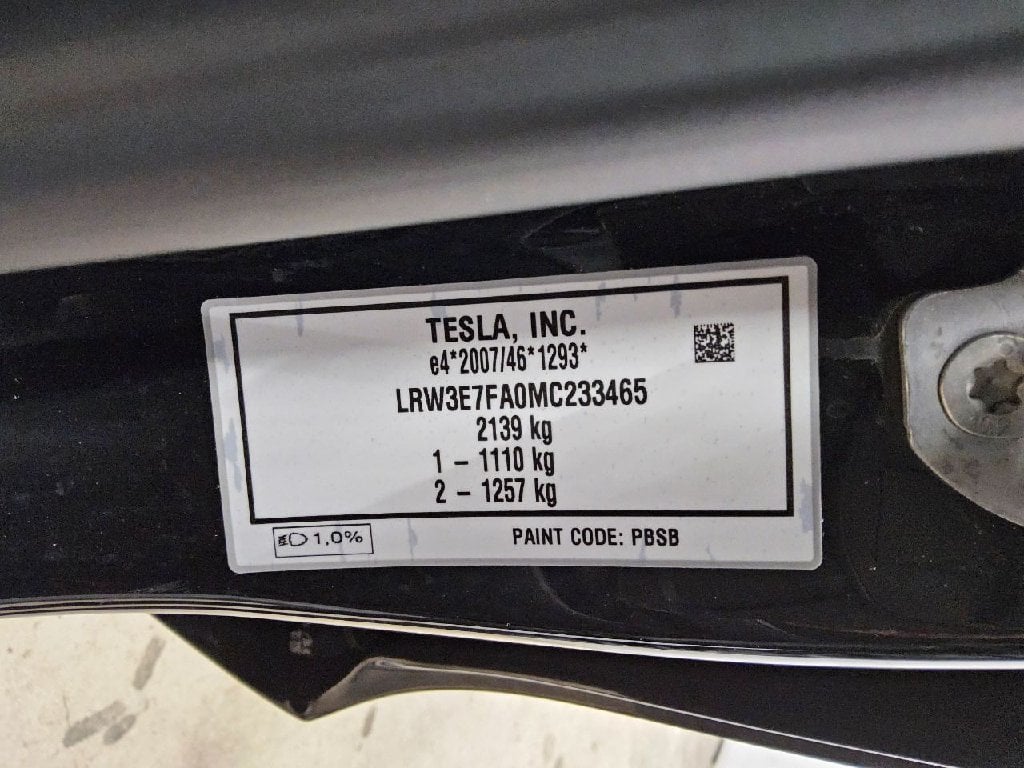 TESLA, INC.
e4*2007/46*1293*
LRW3E7FA0MC233465
2139 kg
1 - 1110 kg
2 - 1257 kg
1,0%
PAINT CODE: PBSB